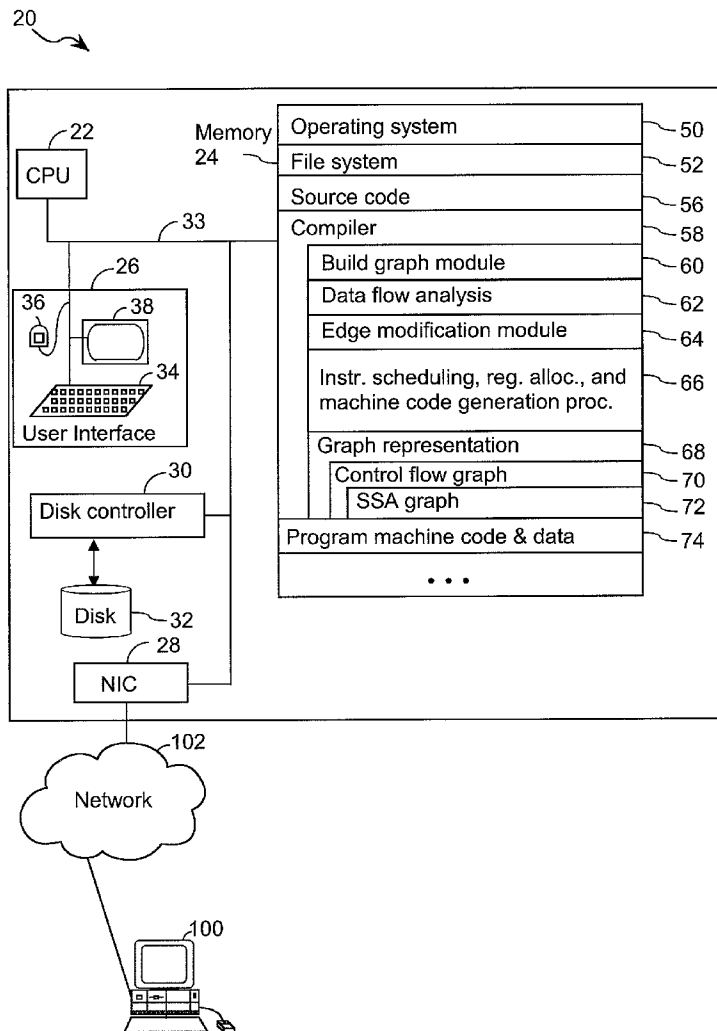 20
22
CPU
33
26
36
38
34
User Interface
30
Disk controller
Disk
32
28
NIC
102
Network
100
Memory
24
Operating system
50
File system
52
Source code
56
Compiler
58
Build graph module
60
Data flow analysis
62
Edge modification module
64
Instr. scheduling, reg. alloc., and
machine code generation proc.
66
Graph representation
68
Control flow graph
70
SSA graph
72
Program machine code & data
74
• • •